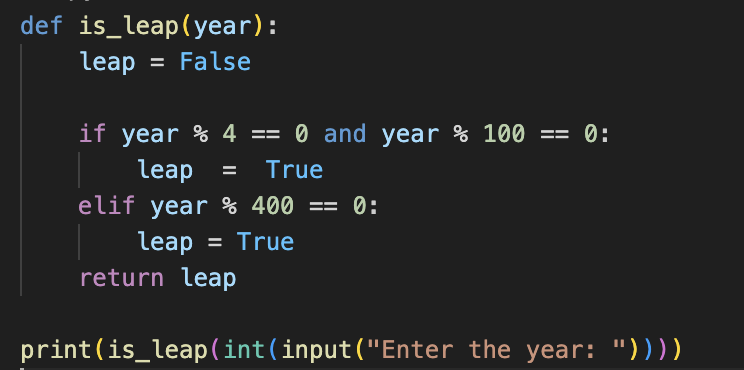 def is_leap(year):
    leap = False

    if year % 4 == 0 and year % 100 == 0:
        leap  =  True
    elif year % 400 == 0:
        leap = True
    return leap

print(is_leap(int(input("Enter the year: "))))